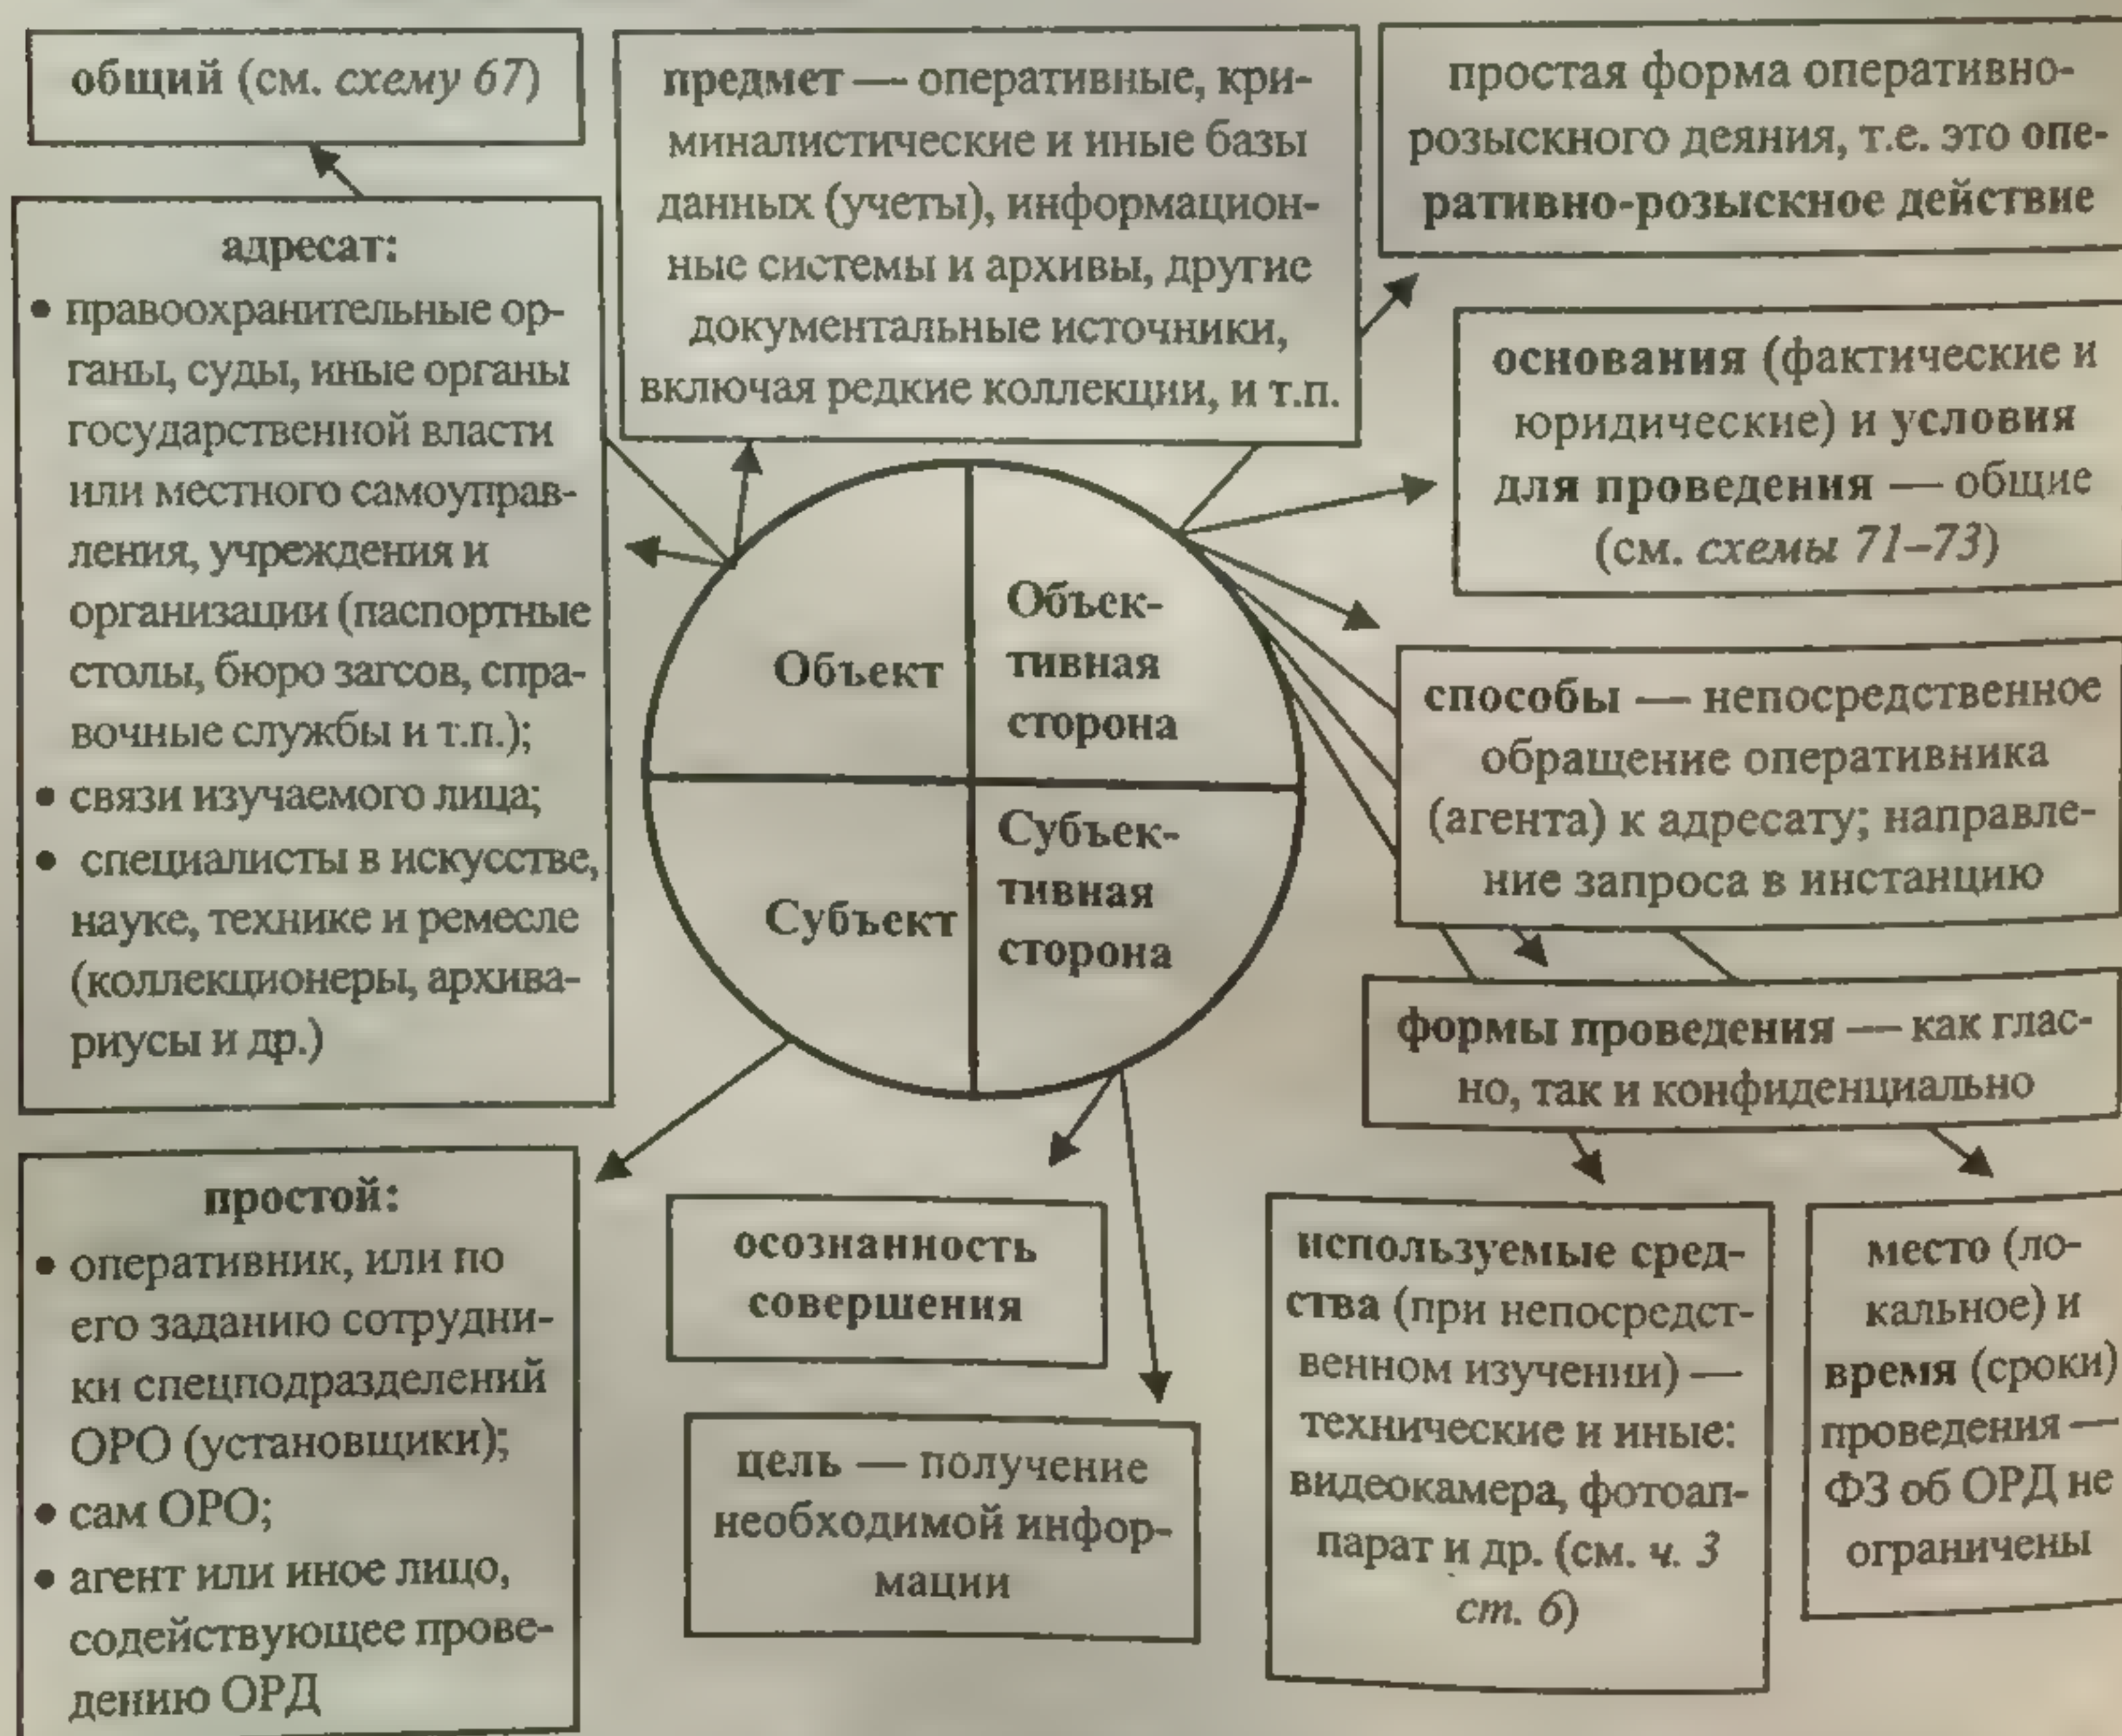 общий (см. схему 67)
адресат:
• правоохранительные ор-
ганы, суды, иные органы
государственной власти
или местного самоуправ-
ления, учреждения и
организации (паспортные
столы, бюро загсов, спра-
вочные службы и т.п.);
• связи изучаемого лица;
• специалисты в искусстве,
науке, технике и ремесле
(коллекционеры, архива-
риусы и др.)
предмет — оперативные, кри-
миналистические и иные базы
данных (учеты), информацион-
ные системы и архивы, другие
документальные источники,
включая редкие коллекции, и т.п.
простая форма оперативно-
розыскного деяния, т.е. это опе-
ративно-розыскное действие
основания (фактические и
юридические) и условия
для проведения — общие
(см. схемы 71–73)
способы — непосредственное
обращение оперативника
(агента) к адресату; направле-
ние запроса в инстанцию
формы проведения — как глас-
но, так и конфиденциально
Объект
Объек-
тивная
сторона
Субъект
Субъек-
тивная
сторона
простой:
• оперативник, или по
его заданию сотрудни-
ки спецподразделений
ОРО (установщики);
• сам ОРО;
• агент или иное лицо,
содействующее прове-
дению ОРД
осознанность
совершения
цель — получение
необходимой инфор-
мации
используемые сред-
ства (при непосредст-
венном изучении) —
технические и иные:
видеокамера, фотоап-
парат и др. (см. ч. 3
ст. 6)
место (ло-
кальное) и
время (сроки)
проведения —
ФЗ об ОРД не
ограничены